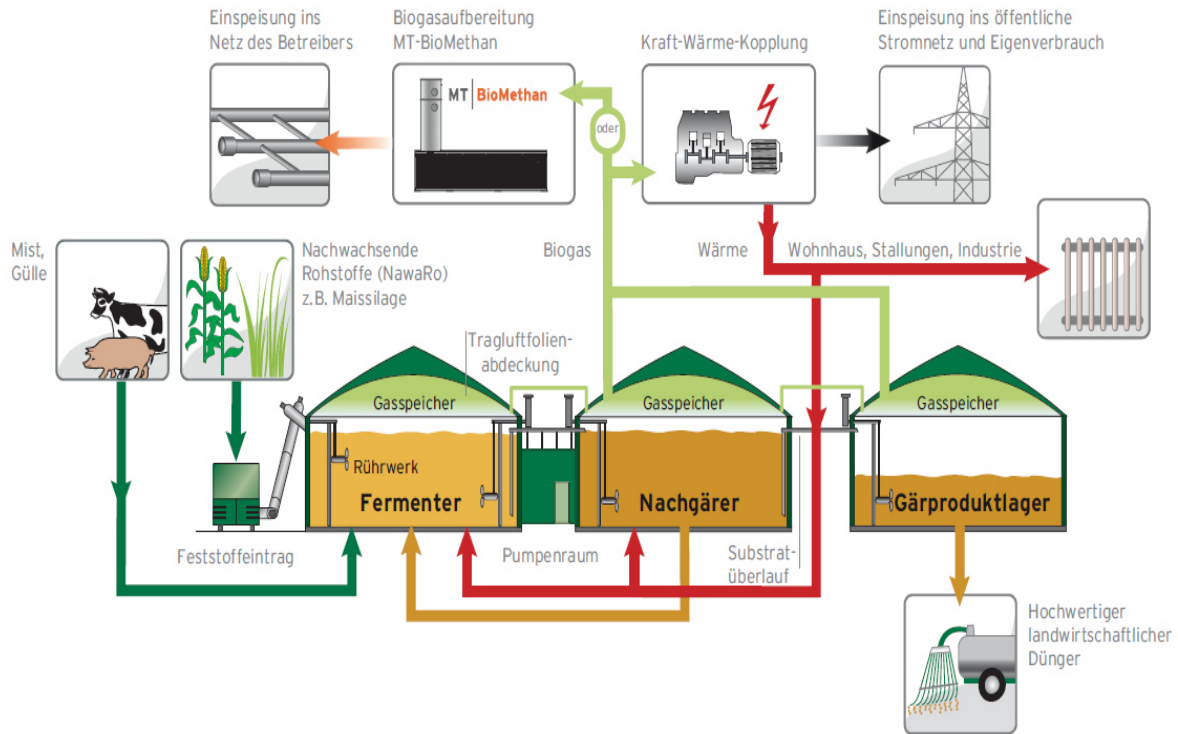 Einspeisung ins
Netz des Betreibers
Biogasaufbereitung
MT-BioMethan
Kraft-Wärme-Kopplung
Einspeisung ins öffentliche
Stromnetz und Eigenverbrauch
MT BioMethan
oder
Mist,
Gülle
Nachwachsende
Rohstoffe (NawaRo)
z.B. Maissilage
Biogas
Wärme
Wohnhaus, Stallungen, Industrie
Tragluftfolien-
abdeckung
Gasspeicher
Gasspeicher
Gasspeicher
Rührwerk
Fermenter
Nachgärer
Gärproduktlager
Feststoffeintrag
Pumpenraum
Substrat-
überlauf
Hochwertiger
landwirtschaftlicher
Dünger